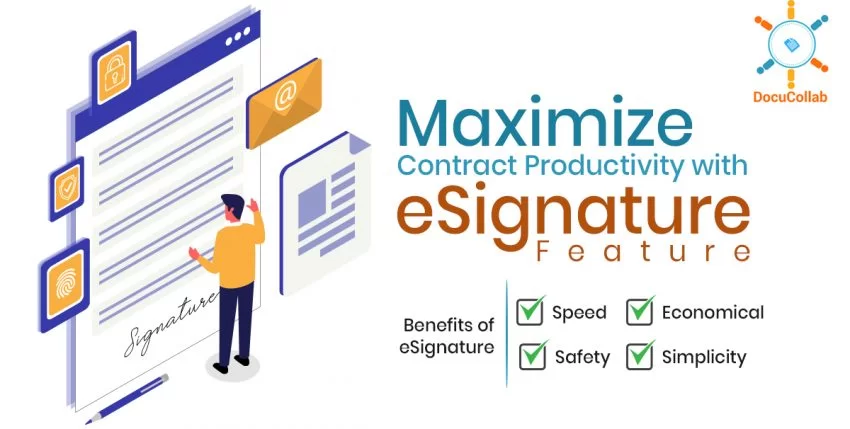 DocuCollab
Maximize
Contract Productivity with
eSignature
Feature
Benefits of
eSignature
Speed
Economical
Safety
Simplicity
@
Signature